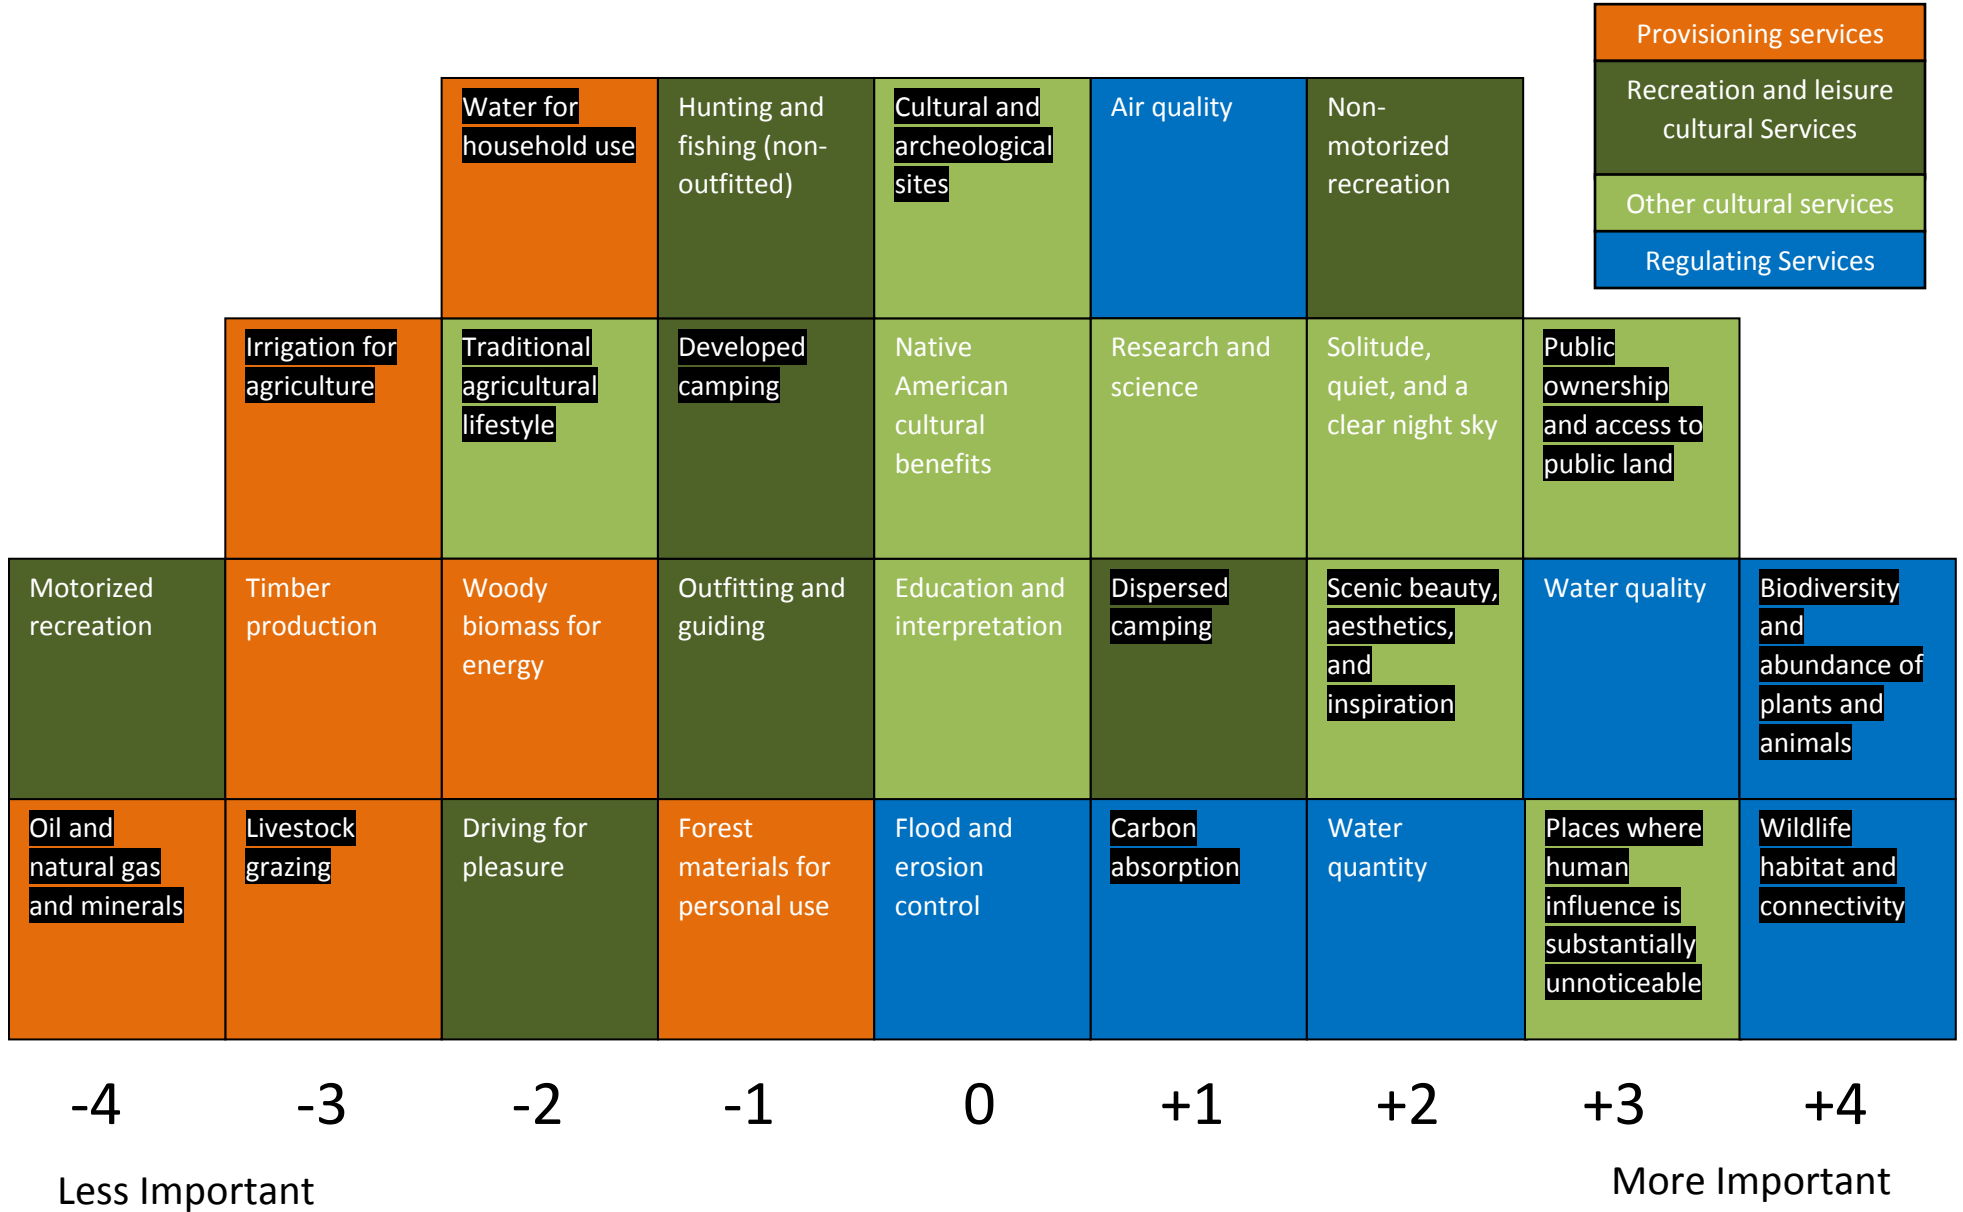 Provisioning services
Recreation and leisure
cultural Services
Other cultural services
Regulating Services
Water for
household use
Hunting and
fishing (non-
outfitted)
Cultural and
archeological
sites
Air quality
Non-
motorized
recreation
Irrigation for
agriculture
Traditional
agricultural
lifestyle
Developed
camping
Native
American
cultural
benefits
Research and
science
Solitude,
quiet, and a
clear night sky
Public
ownership
and access to
public land
Motorized
recreation
Timber
production
Woody
biomass for
energy
Outfitting and
guiding
Education and
interpretation
Dispersed
camping
Scenic beauty,
aesthetics,
and
inspiration
Water quality
Biodiversity
and
abundance of
plants and
animals
Oil and
natural gas
and minerals
Livestock
grazing
Driving for
pleasure
Forest
materials for
personal use
Flood and
erosion
control
Carbon
absorption
Water
quantity
Places where
human
influence is
substantially
unnoticeable
Wildlife
habitat and
connectivity
-4 -3 -2 -1 0 +1 +2 +3 +4
Less Important
More Important